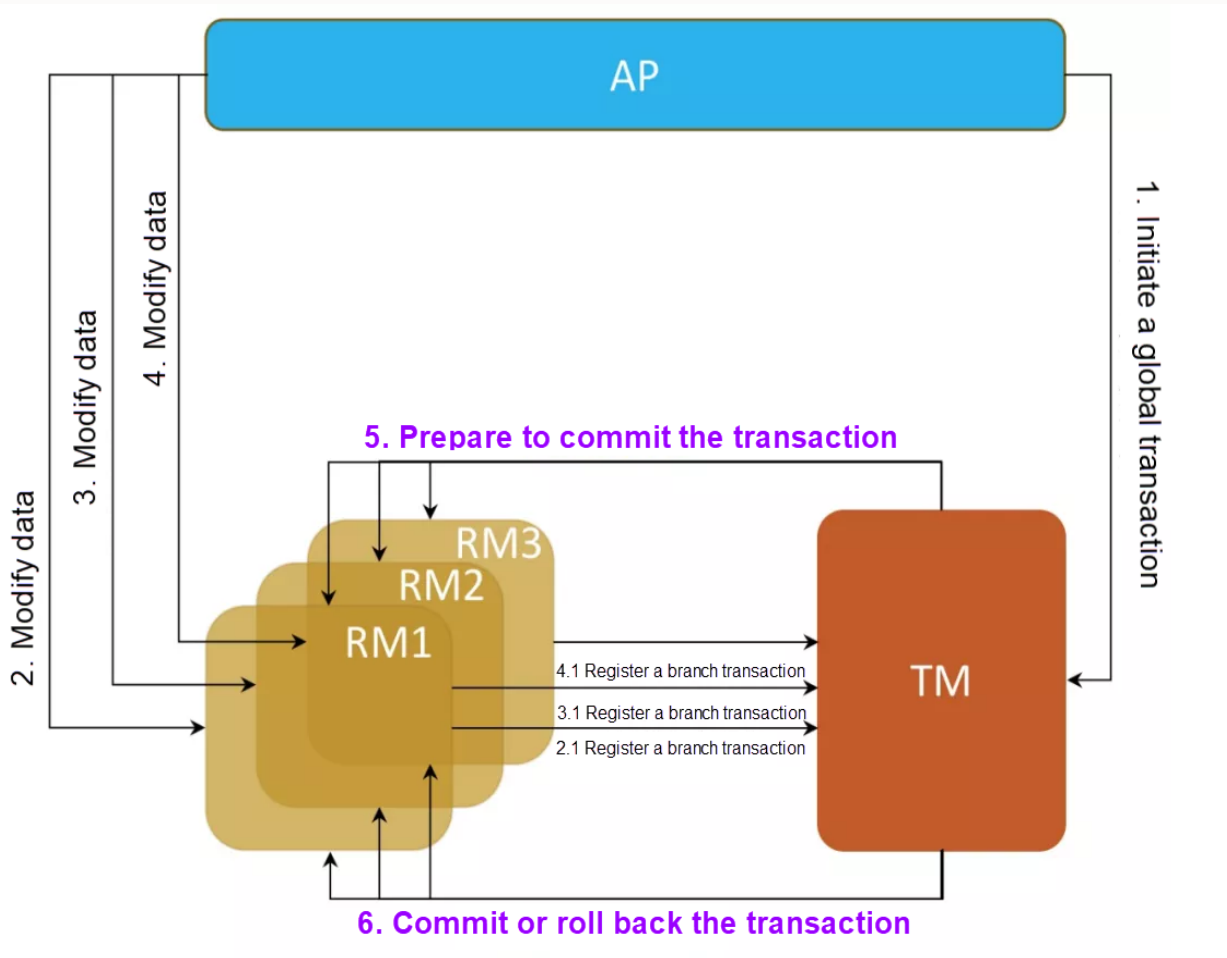 AP
1. Initiate a global transaction
4. Modify data
3. Modify data
2. Modify data
5. Prepare to commit the transaction
RM3
RM2
RM1
TM
4.1 Register a branch transaction
3.1 Register a branch transaction
2.1 Register a branch transaction
6. Commit or roll back the transaction